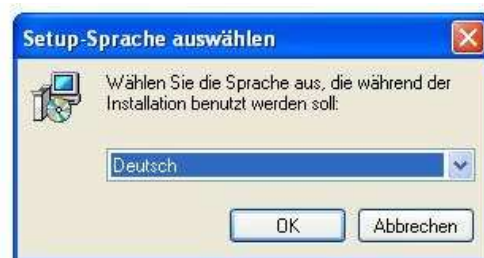 Setup-Sprache auswählen
Wählen Sie die Sprache aus, die während der
Installation benutzt werden soll:
Deutsch
OK
Abbrechen